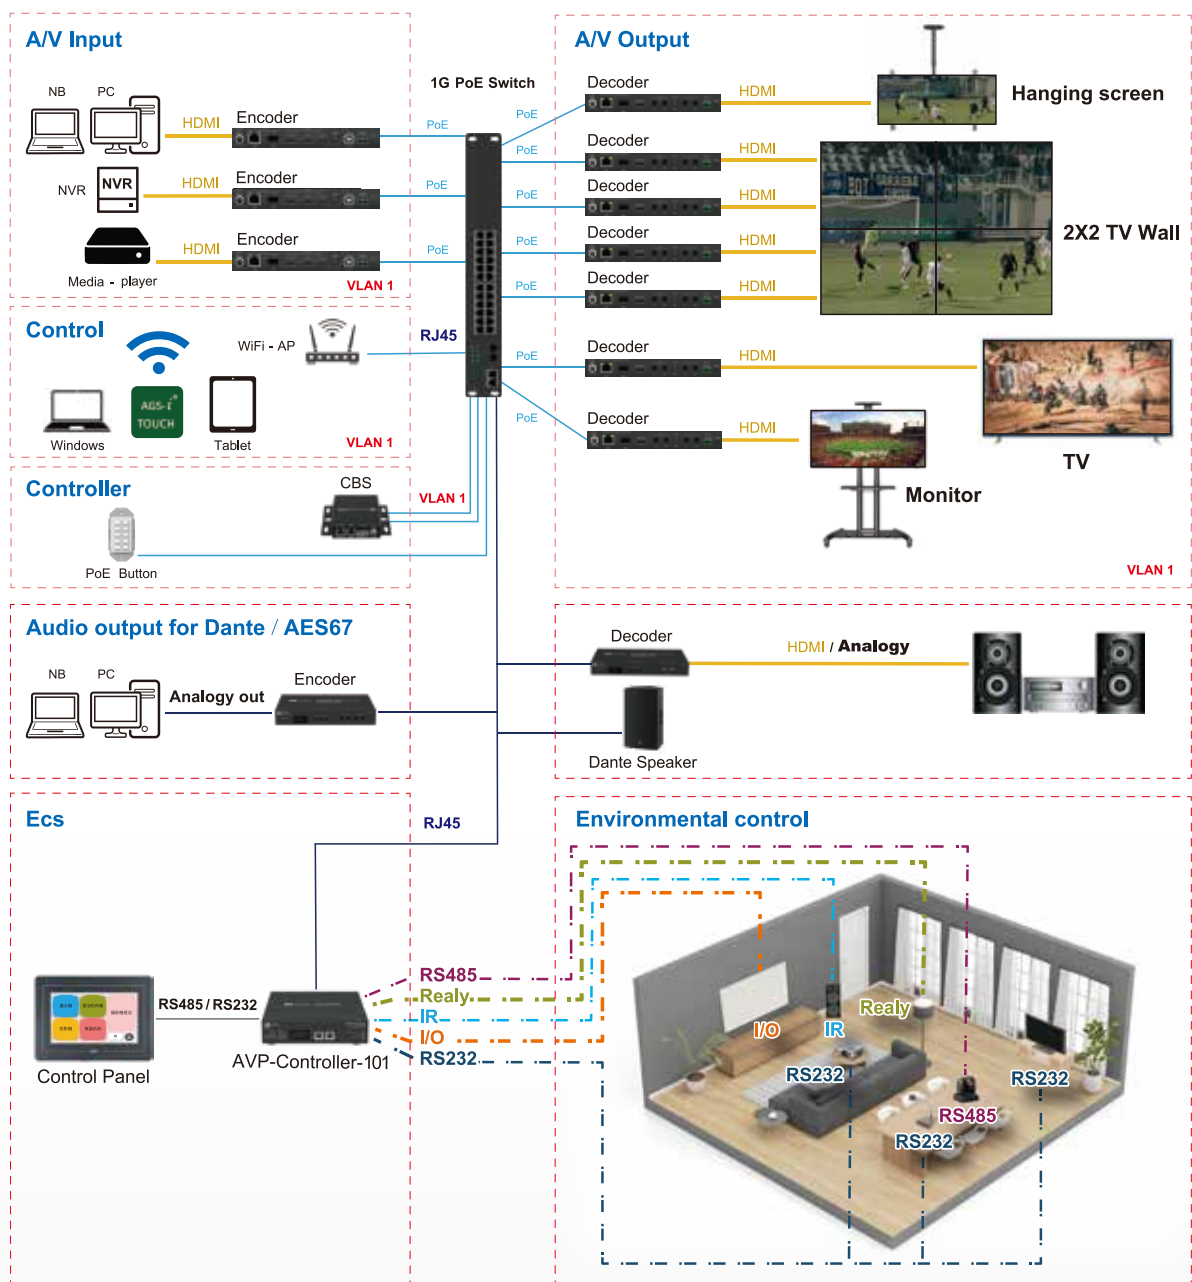 A/V Input
NB
PC
HDMI
Encoder
PoE
NVR
NVR
HDMI
Encoder
PoE
HDMI
Encoder
PoE
Media - player
VLAN 1
1G PoE Switch
A/V Output
PoE
Decoder
HDMI
Hanging screen
PoE
Decoder
HDMI
PoE
Decoder
HDMI
2X2 TV Wall
PoE
Decoder
HDMI
PoE
Decoder
HDMI
PoE
Decoder
HDMI
TV
PoE
Decoder
HDMI
Monitor
VLAN 1
Control
WiFi - AP
RJ45
AGS-i
TOUCH
Windows
Tablet
VLAN 1
Controller
CBS
VLAN 1
PoE Button
Audio output for Dante / AES67
NB
PC
Analogy out
Encoder
Decoder
HDMI / Analogy
Dante Speaker
Ecs
RJ45
Control Panel
RS485 / RS232
AVP-Controller-101
RS485
Realy
IR
I/O
RS232
Environmental control
I/O
IR
Realy
RS232
RS232
RS485
RS232